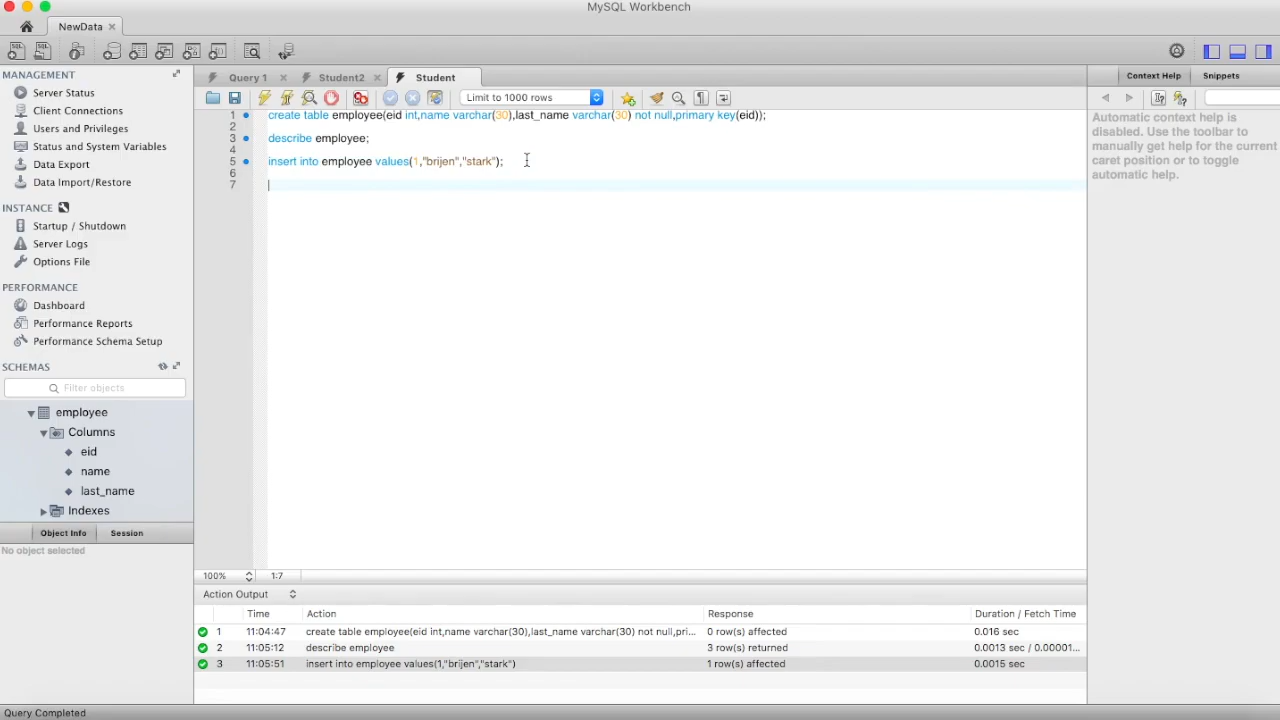 MySQL Workbench
NewData
MANAGEMENT
Server Status
Client Connections
Users and Privileges
Status and System Variables
Data Export
Data Import/Restore
INSTANCE
Startup / Shutdown
Server Logs
Options File
PERFORMANCE
Dashboard
Performance Reports
Performance Schema Setup
SCHEMAS
Filter objects
employee
Columns
eid
name
last_name
Indexes
Object Info Session
No object selected
Query 1 Student2 Student
Limit to 1000 rows
1 create table employee(eid int,name varchar(30),last_name varchar(30) not null,primary key(eid));
2
3 describe employee;
4
5 insert into employee values(1,"brijen","stark");
6
7
100% 1:7
Action Output
Time Action Response Duration / Fetch Time
1 11:04:47 create table employee(eid int,name varchar(30),last_name varchar(30) not null,pri... 0 row(s) affected 0.016 sec
2 11:05:12 describe employee 3 row(s) returned 0.0013 sec / 0.00001...
3 11:05:51 insert into employee values(1,"brijen","stark") 1 row(s) affected 0.0015 sec
Context Help Snippets
Automatic context help is
disabled. Use the toolbar to
manually get help for the current
caret position or to toggle
automatic help.
Query Completed